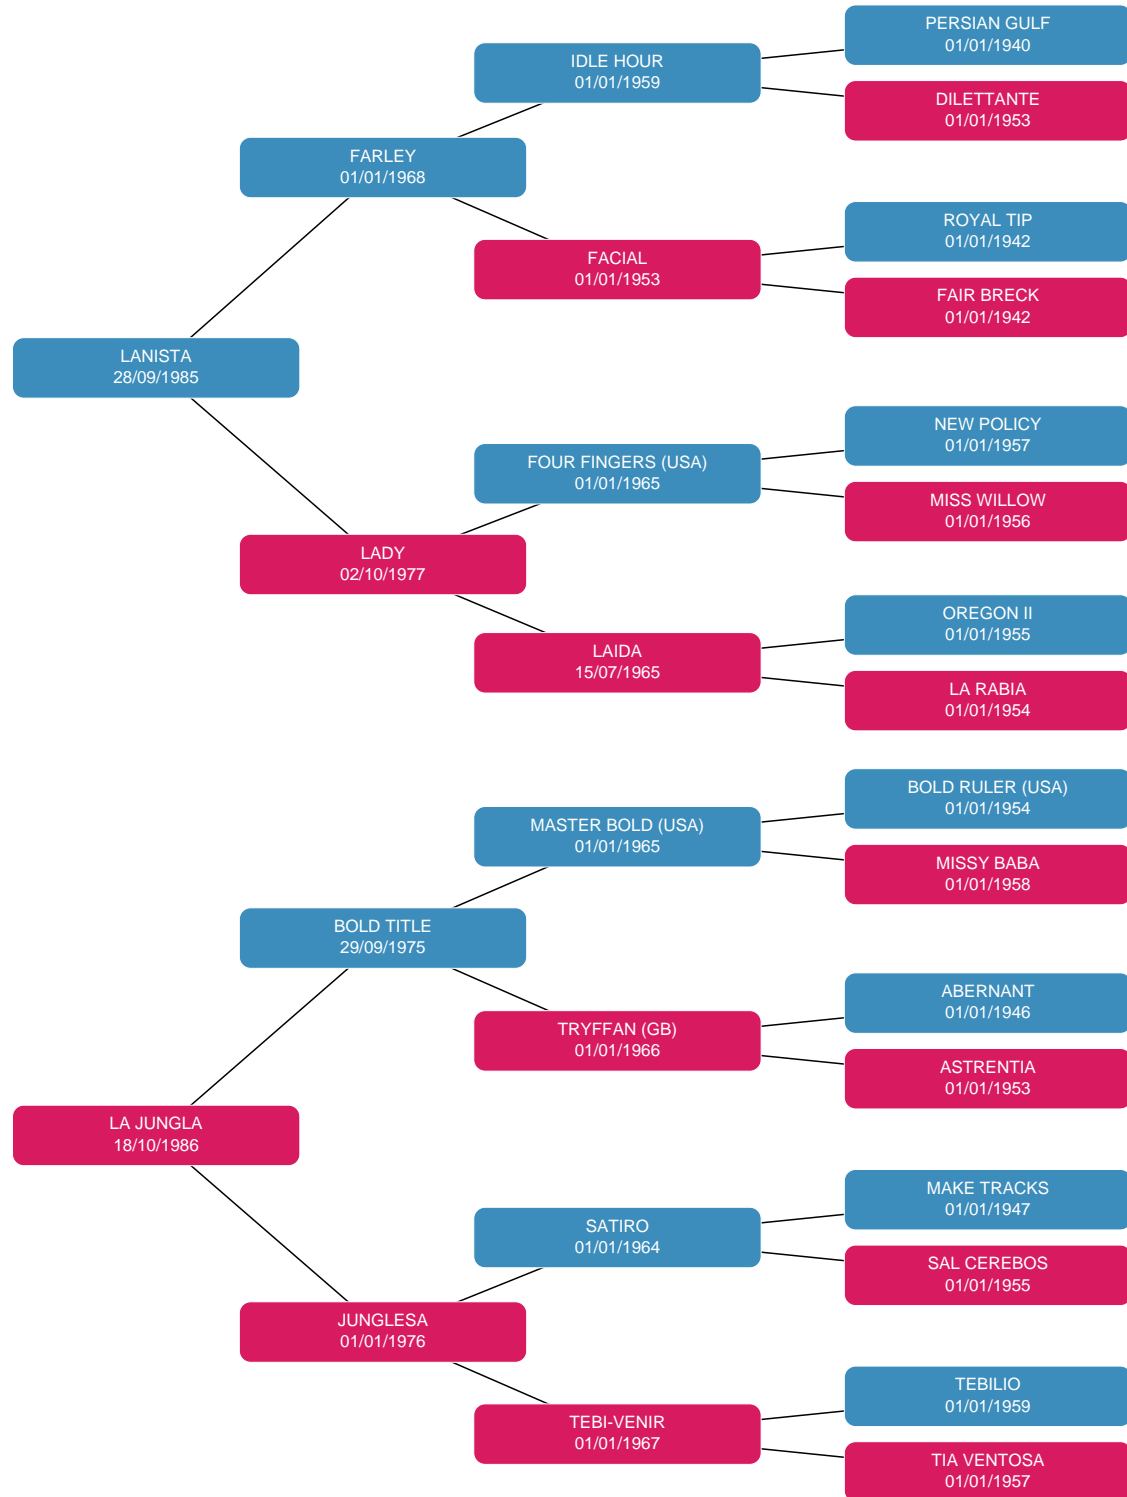 PERSIAN GULF
01/01/1940
IDLE HOUR
01/01/1959
DILETTANTE
01/01/1953
FARLEY
01/01/1968
ROYAL TIP
01/01/1942
FACIAL
01/01/1953
FAIR BRECK
01/01/1942
LANISTA
28/09/1985
NEW POLICY
01/01/1957
FOUR FINGERS (USA)
01/01/1965
MISS WILLOW
01/01/1956
LADY
02/10/1977
OREGON II
01/01/1955
LAIDA
15/07/1965
LA RABIA
01/01/1954
BOLD RULER (USA)
01/01/1954
MASTER BOLD (USA)
01/01/1965
MISSY BABA
01/01/1958
BOLD TITLE
29/09/1975
ABERNANT
01/01/1946
TRYFFAN (GB)
01/01/1966
ASTRENTIA
01/01/1953
LA JUNGLA
18/10/1986
MAKE TRACKS
01/01/1947
SATIRO
01/01/1964
SAL CEREBOS
01/01/1955
JUNGLESA
01/01/1976
TEBILIO
01/01/1959
TEBI-VENIR
01/01/1967
TIA VENTOSA
01/01/1957